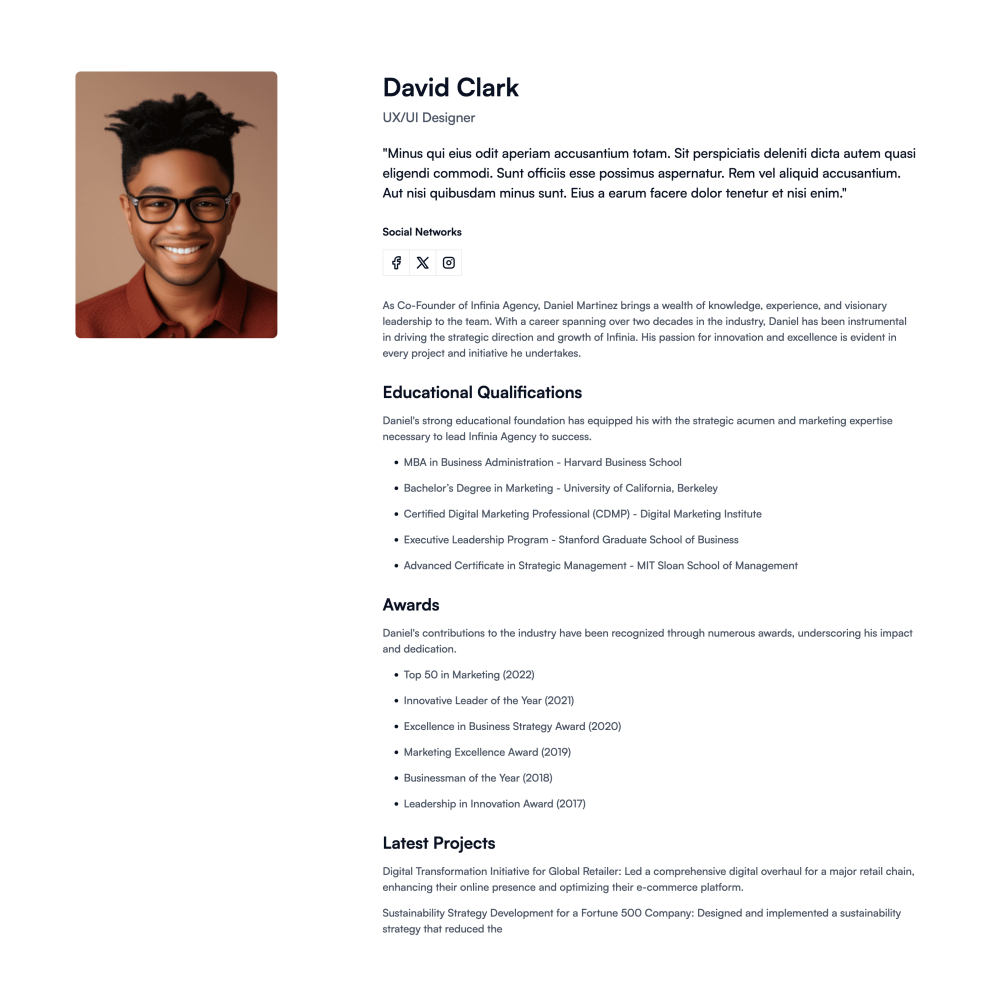 David Clark
UX/UI Designer
"Minus qui eius odit aperiam accusantium totam. Sit perspiciatis deleniti dicta autem quasi
eligendi commodi. Sunt officiis esse possimus aspernatur. Rem vel aliquid accusantium.
Aut nisi quibusdam minus sunt. Eius a earum facere dolor tenetur et nisi enim."
Social Networks
As Co-Founder of Infinia Agency, Daniel Martinez brings a wealth of knowledge, experience, and visionary
leadership to the team. With a career spanning over two decades in the industry, Daniel has been instrumental
in driving the strategic direction and growth of Infinia. His passion for innovation and excellence is evident in
every project and initiative he undertakes.
Educational Qualifications
Daniel's strong educational foundation has equipped his with the strategic acumen and marketing expertise
necessary to lead Infinia Agency to success.
• MBA in Business Administration - Harvard Business School
• Bachelor's Degree in Marketing - University of California, Berkeley
• Certified Digital Marketing Professional (CDMP) - Digital Marketing Institute
• Executive Leadership Program - Stanford Graduate School of Business
• Advanced Certificate in Strategic Management - MIT Sloan School of Management
Awards
Daniel's contributions to the industry have been recognized through numerous awards, underscoring his impact
and dedication.
• Top 50 in Marketing (2022)
• Innovative Leader of the Year (2021)
• Excellence in Business Strategy Award (2020)
• Marketing Excellence Award (2019)
• Businessman of the Year (2018)
• Leadership in Innovation Award (2017)
Latest Projects
Digital Transformation Initiative for Global Retailer: Led a comprehensive digital overhaul for a major retail chain,
enhancing their online presence and optimizing their e-commerce platform.
Sustainability Strategy Development for a Fortune 500 Company: Designed and implemented a sustainability
strategy that reduced the